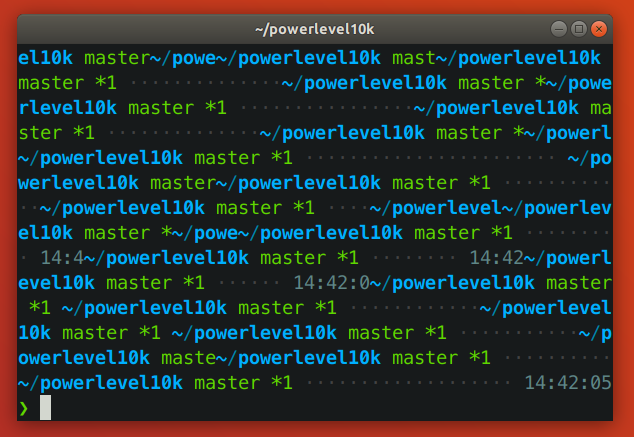 ~/powerlevel10k
el10k master~/powe~/powerlevel10k mast~/powerlevel10k
master *1 ··············~/powerlevel10k master *~/powe
rlevel10k master *1 ················~/powerlevel10k ma
ster *1 ··············~/powerlevel10k master *~/powerl
~/powerlevel10k master *1 ······················· ~/po
werlevel10k master~/powerlevel10k master *1 ··········
··~/powerlevel10k master *1 ····~/powerlevel~/powerlev
el10k master *~/powe~/powerlevel10k master *1 ········
· 14:4~/powerlevel10k master *1 ········ 14:42~/powerl
evel10k master *1 ······ 14:42:0~/powerlevel10k master
 *1 ~/powerlevel10k master *1 ············~/powerlevel
10k master *1 ~/powerlevel10k master *1 ···········~/p
owerlevel10k maste~/powerlevel10k master *1 ··········
~/powerlevel10k master *1 ··················· 14:42:05
❯